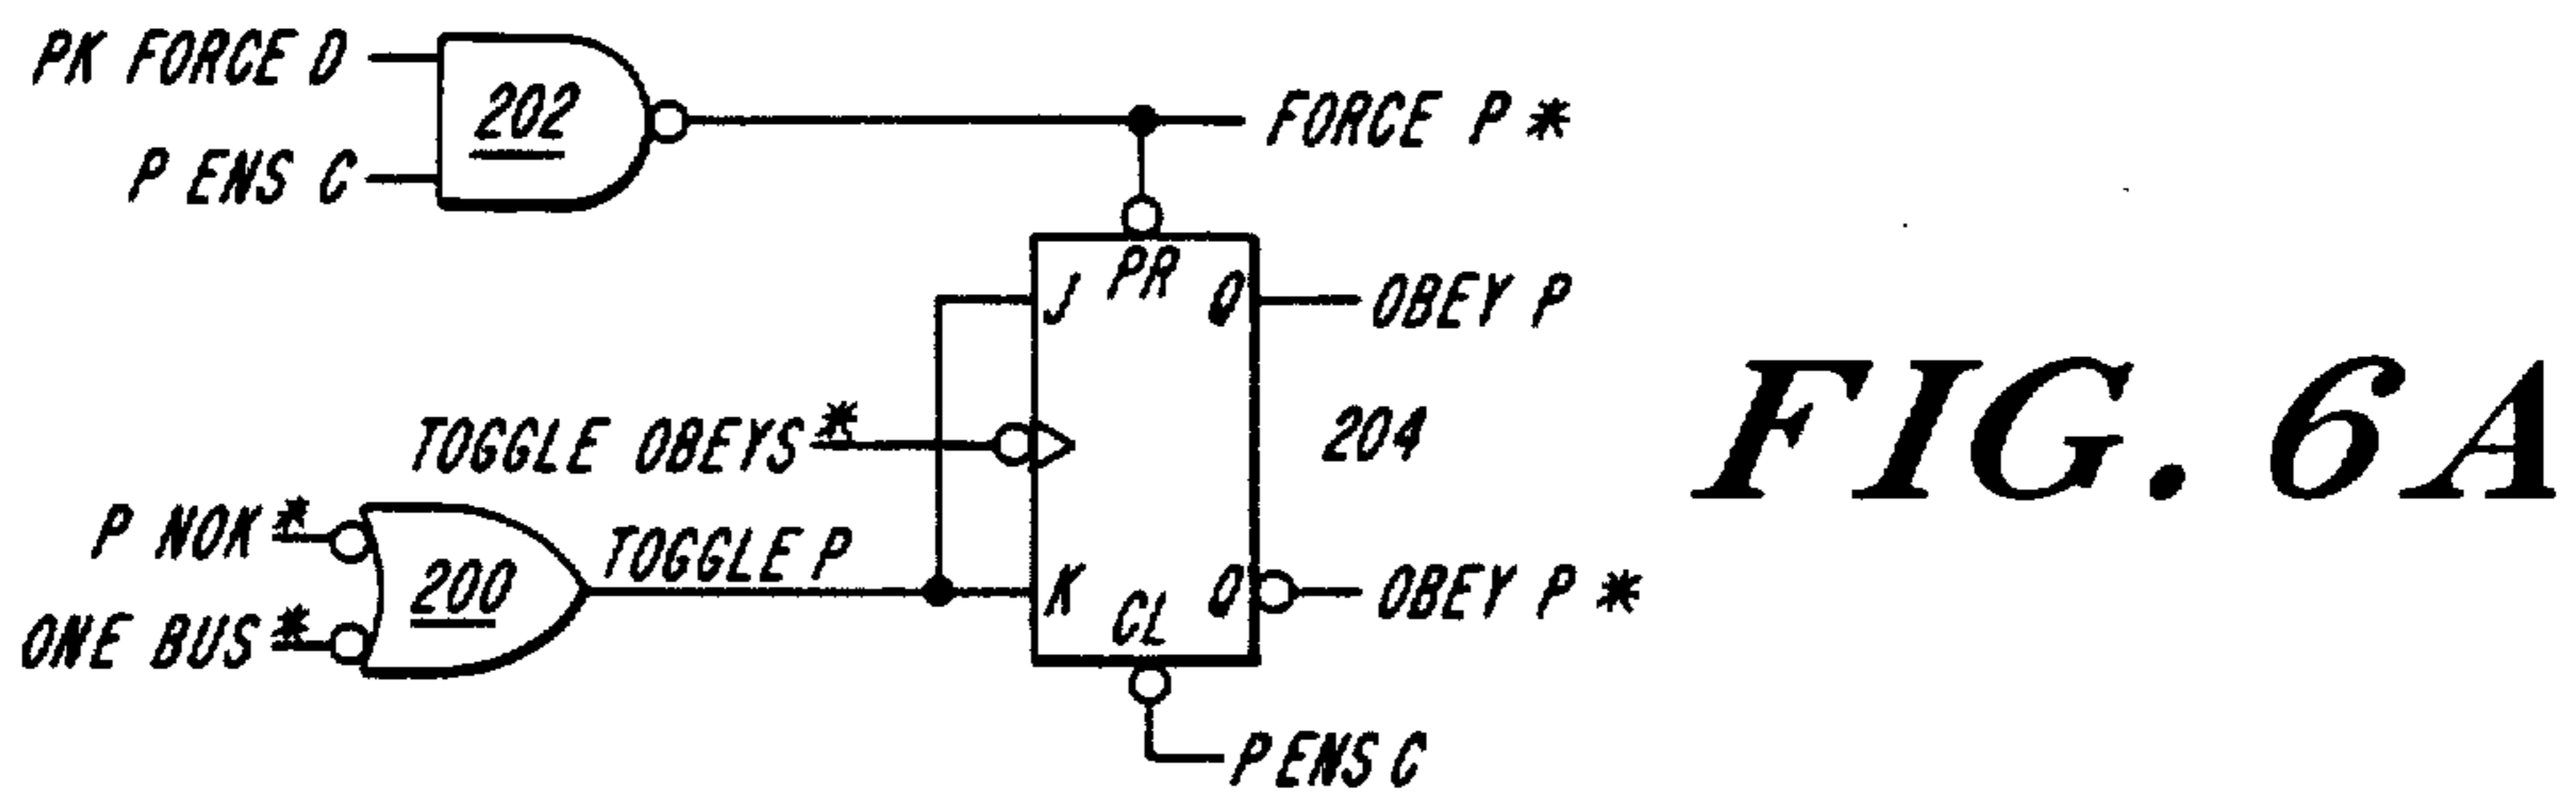 PK FORCE D
P ENS C
202
FORCE P *
PR
J
Q
OBEY P
TOGGLE OBEYS*
204
P NOK*
ONE BUS*
200
TOGGLE P
K
CL
Q
OBEY P *
P ENS C
FIG. 6A